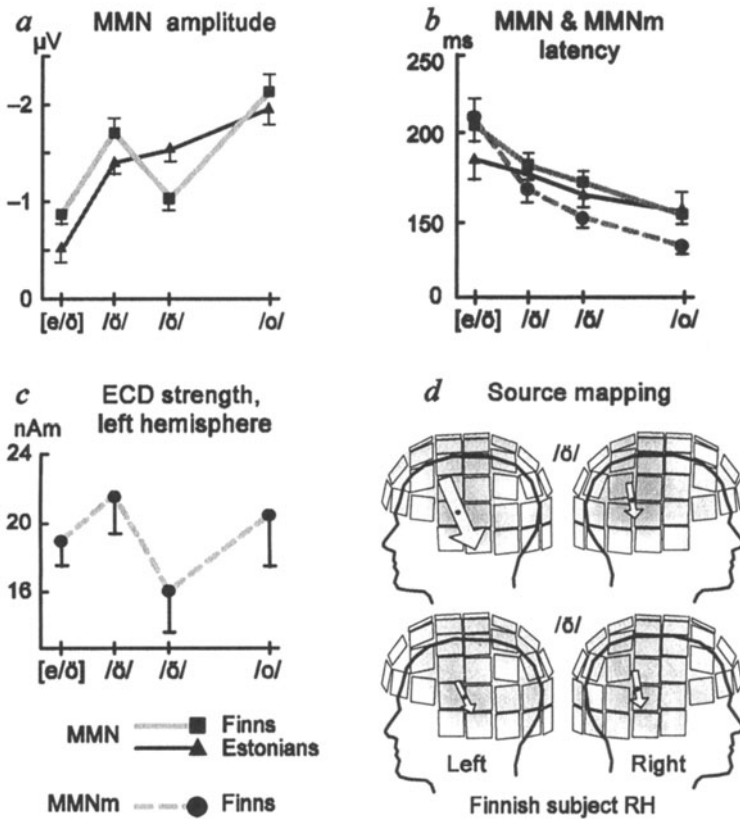 a MMN amplitude
µV
–2
–1
0
[e/ö] /ö/ /õ/ /o/
b MMN & MMNm
latency
ms
250
200
150
0
[e/ö] /ö/ /õ/ /o/
c ECD strength,
left hemisphere
nAm
24
20
16
[e/ö] /ö/ /õ/ /o/
MMN Finns
Estonians
MMNm Finns
d Source mapping
/ö/
/õ/
Left Right
Finnish subject RH